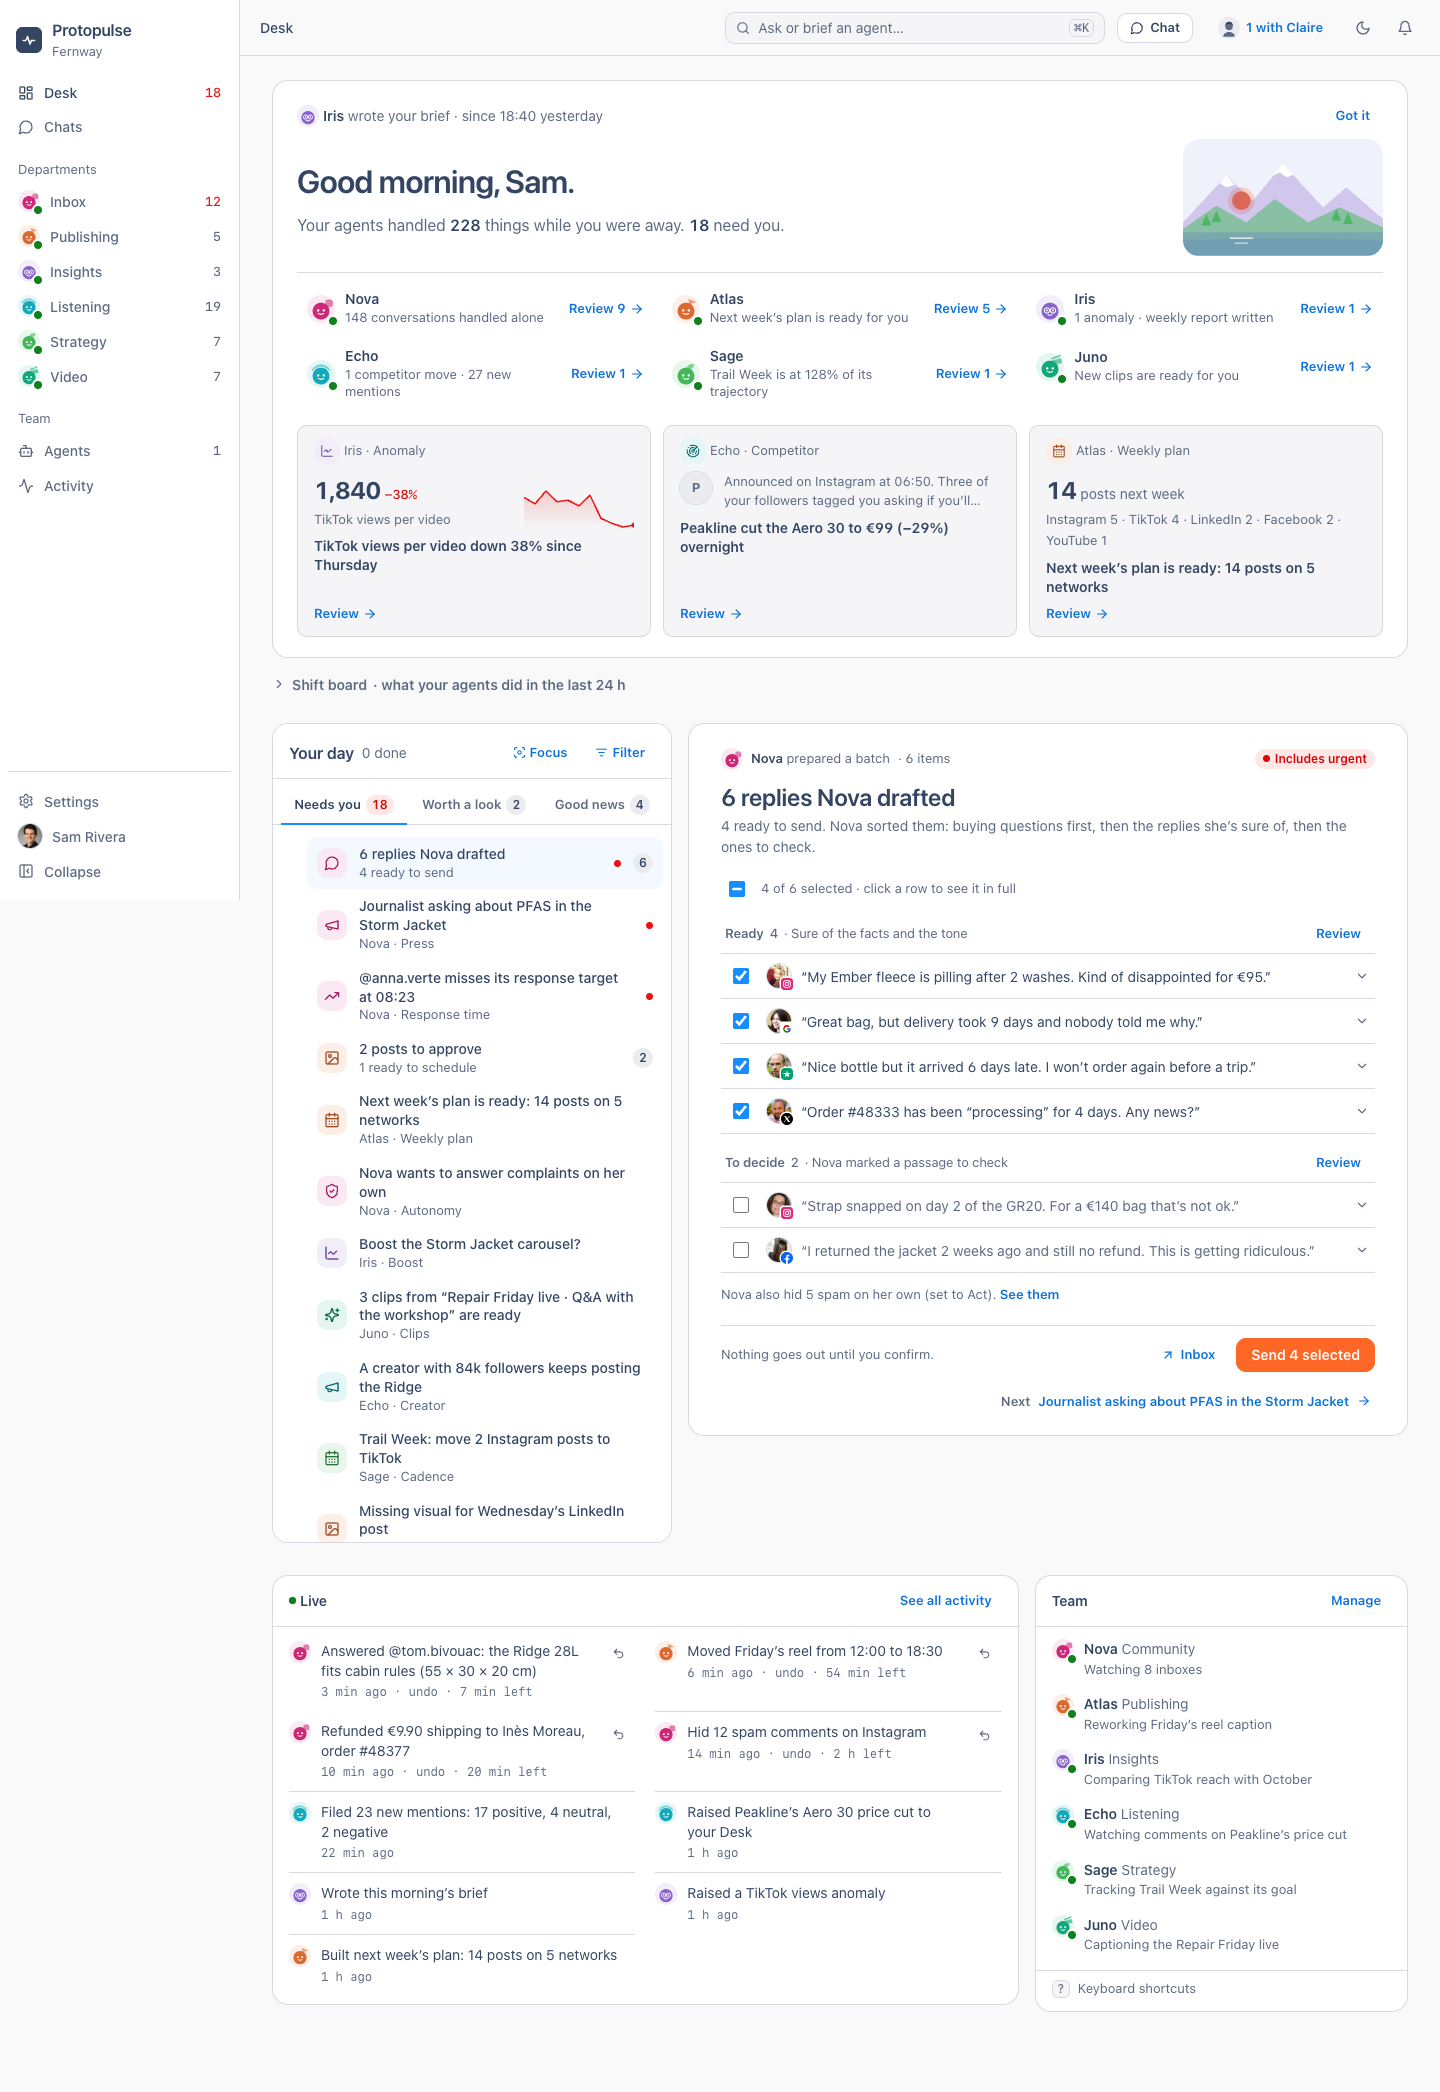 Protopulse
Fernway
Desk 18
Chats
Departments
Inbox 12
Publishing 5
Insights 3
Listening 19
Strategy 7
Video 7
Team
Agents 1
Activity
Settings
Sam Rivera
Collapse
Desk
Ask or brief an agent... ⌘K
Chat
1 with Claire
Iris wrote your brief · since 18:40 yesterday
Got it
Good morning, Sam.
Your agents handled 228 things while you were away. 18 need you.
Nova
148 conversations handled alone
Review 9 →
Atlas
Next week’s plan is ready for you
Review 5 →
Iris
1 anomaly · weekly report written
Review 1 →
Echo
1 competitor move · 27 new
mentions
Review 1 →
Sage
Trail Week is at 128% of its
trajectory
Review 1 →
Juno
New clips are ready for you
Review 1 →
Iris · Anomaly
1,840 −38%
TikTok views per video
TikTok views per video down 38% since
Thursday
Review →
Echo · Competitor
P
Announced on Instagram at 06:50. Three of
your followers tagged you asking if you’ll...
Peakline cut the Aero 30 to €99 (−29%)
overnight
Review →
Atlas · Weekly plan
14 posts next week
Instagram 5 · TikTok 4 · LinkedIn 2 · Facebook 2 ·
YouTube 1
Next week’s plan is ready: 14 posts on 5
networks
Review →
Shift board · what your agents did in the last 24 h
Your day 0 done
Focus
Filter
Needs you 18
Worth a look 2
Good news 4
6 replies Nova drafted
4 ready to send
6
Journalist asking about PFAS in the
Storm Jacket
Nova · Press
@anna.verte misses its response target
at 08:23
Nova · Response time
2 posts to approve
1 ready to schedule
2
Next week’s plan is ready: 14 posts on 5
networks
Atlas · Weekly plan
Nova wants to answer complaints on her
own
Nova · Autonomy
Boost the Storm Jacket carousel?
Iris · Boost
3 clips from “Repair Friday live · Q&A with
the workshop” are ready
Juno · Clips
A creator with 84k followers keeps posting
the Ridge
Echo · Creator
Trail Week: move 2 Instagram posts to
TikTok
Sage · Cadence
Missing visual for Wednesday’s LinkedIn
post
Nova prepared a batch · 6 items
Includes urgent
6 replies Nova drafted
4 ready to send. Nova sorted them: buying questions first, then the replies she’s sure of, then the
ones to check.
4 of 6 selected · click a row to see it in full
Ready 4 · Sure of the facts and the tone
Review
“My Ember fleece is pilling after 2 washes. Kind of disappointed for €95.”
“Great bag, but delivery took 9 days and nobody told me why.”
“Nice bottle but it arrived 6 days late. I won’t order again before a trip.”
“Order #48333 has been “processing” for 4 days. Any news?”
To decide 2 · Nova marked a passage to check
Review
“Strap snapped on day 2 of the GR20. For a €140 bag that’s not ok.”
“I returned the jacket 2 weeks ago and still no refund. This is getting ridiculous.”
Nova also hid 5 spam on her own (set to Act). See them
Nothing goes out until you confirm.
Inbox
Send 4 selected
Next Journalist asking about PFAS in the Storm Jacket →
Live
See all activity
Answered @tom.bivouac: the Ridge 28L
fits cabin rules (55 × 30 × 20 cm)
3 min ago · undo · 7 min left
Moved Friday’s reel from 12:00 to 18:30
6 min ago · undo · 54 min left
Refunded €9.90 shipping to Inès Moreau,
order #48377
10 min ago · undo · 20 min left
Hid 12 spam comments on Instagram
14 min ago · undo · 2 h left
Filed 23 new mentions: 17 positive, 4 neutral,
2 negative
22 min ago
Raised Peakline’s Aero 30 price cut to
your Desk
1 h ago
Wrote this morning’s brief
1 h ago
Raised a TikTok views anomaly
1 h ago
Built next week’s plan: 14 posts on 5 networks
1 h ago
Team
Manage
Nova Community
Watching 8 inboxes
Atlas Publishing
Reworking Friday’s reel caption
Iris Insights
Comparing TikTok reach with October
Echo Listening
Watching comments on Peakline’s price cut
Sage Strategy
Tracking Trail Week against its goal
Juno Video
Captioning the Repair Friday live
? Keyboard shortcuts